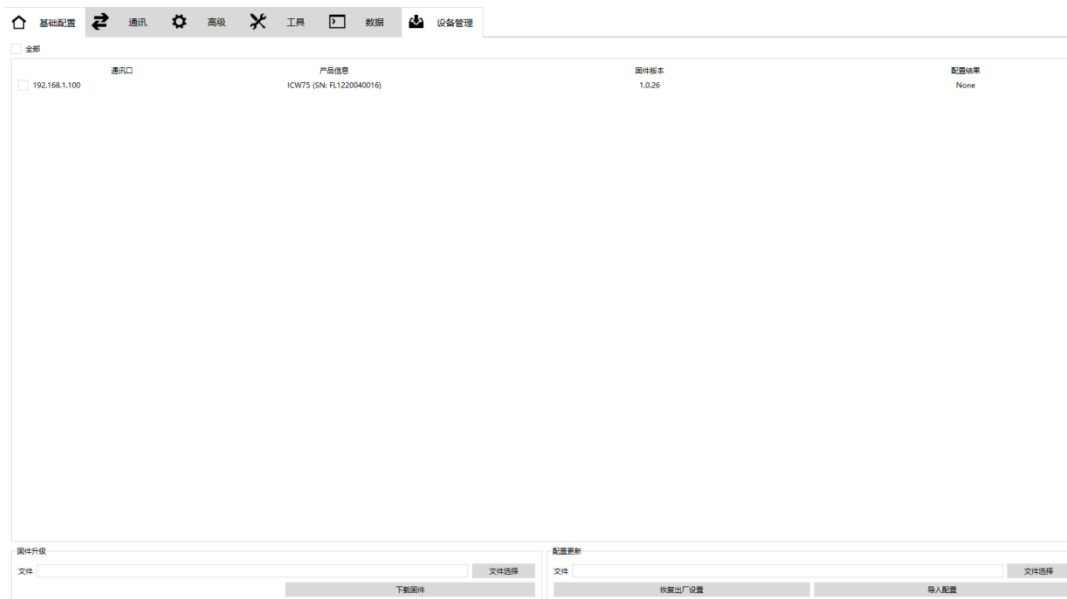 基础配置 通讯 高级 工具 数据 设备管理
全部
通讯口 产品信息 固件版本 配置结果
192.168.1.100 ICW75 (SN: FL1220040016) 1.0.26 None
固件升级 配置更新
文件 文件选择 文件 文件选择
下载固件 恢复出厂设置 导入配置